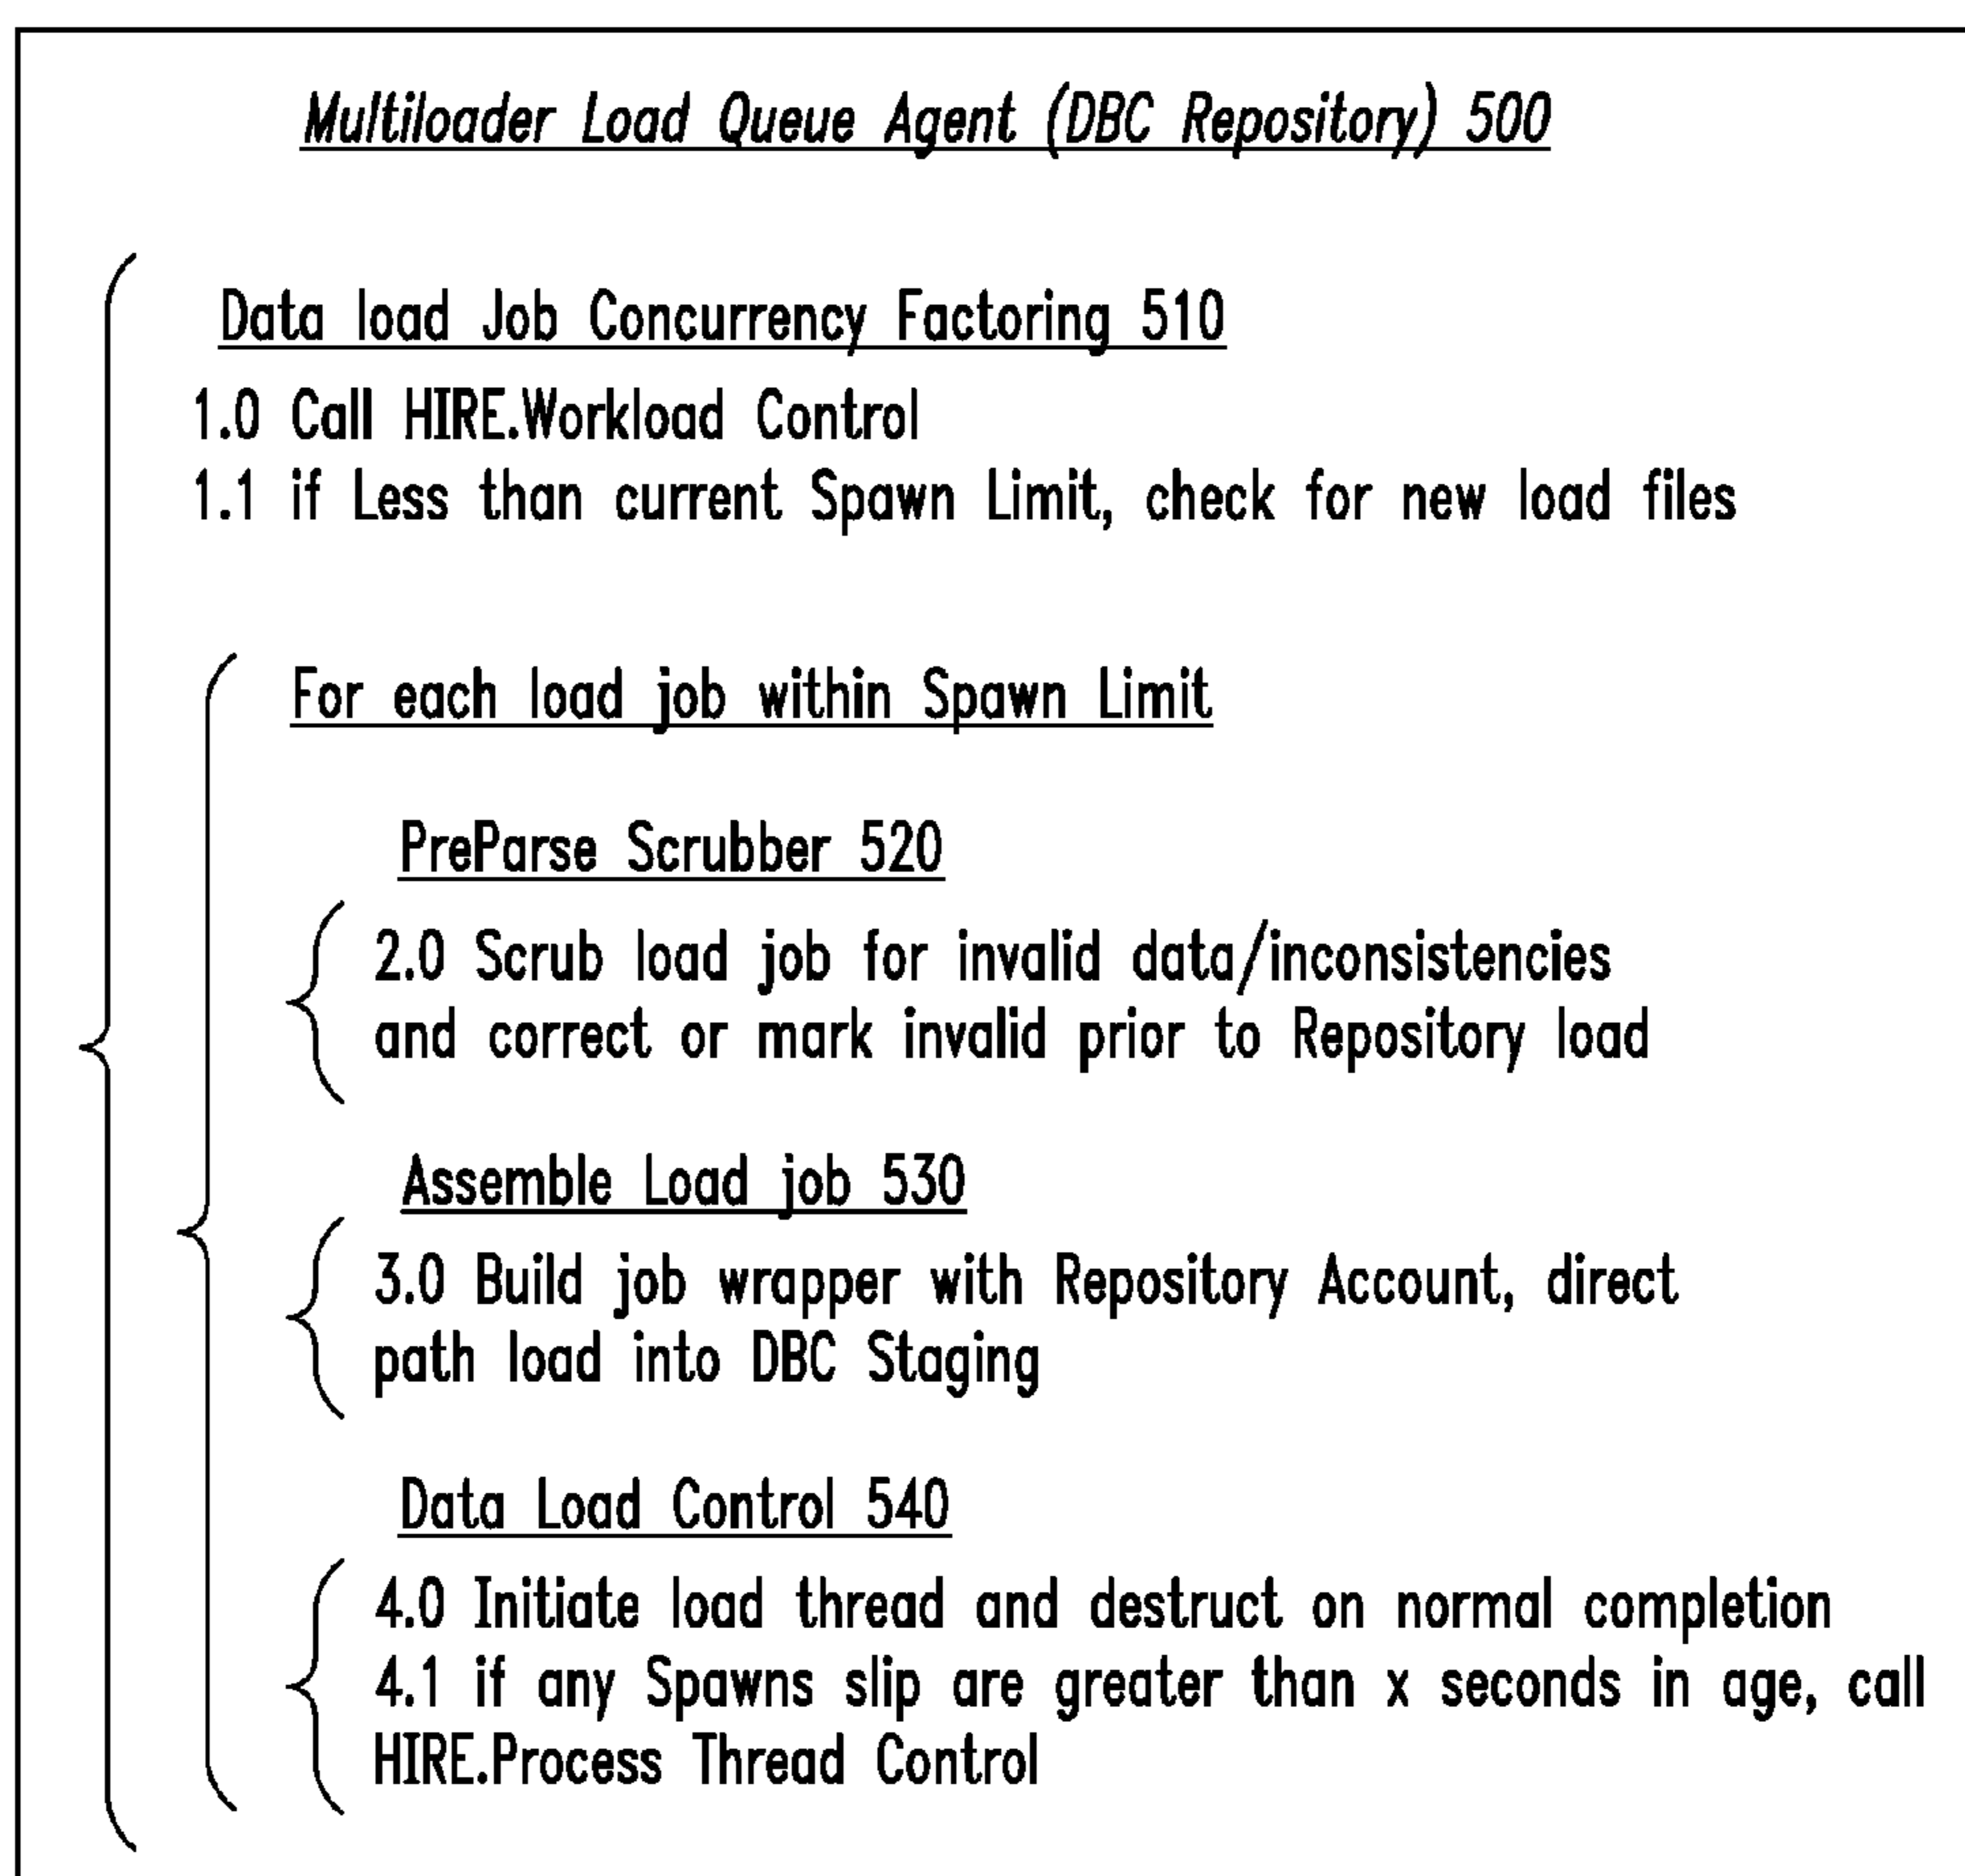 Multiloader Load Queue Agent (DBC Repository) 500
Data load Job Concurrency Factoring 510
1.0 Call HIRE.Workload Control
1.1 if Less than current Spawn Limit, check for new load files
For each load job within Spawn Limit
PreParse Scrubber 520
2.0 Scrub load job for invalid data/inconsistencies
and correct or mark invalid prior to Repository load
Assemble Load job 530
3.0 Build job wrapper with Repository Account, direct
path load into DBC Staging
Data Load Control 540
4.0 Initiate load thread and destruct on normal completion
4.1 if any Spawns slip are greater than x seconds in age, call
HIRE.Process Thread Control